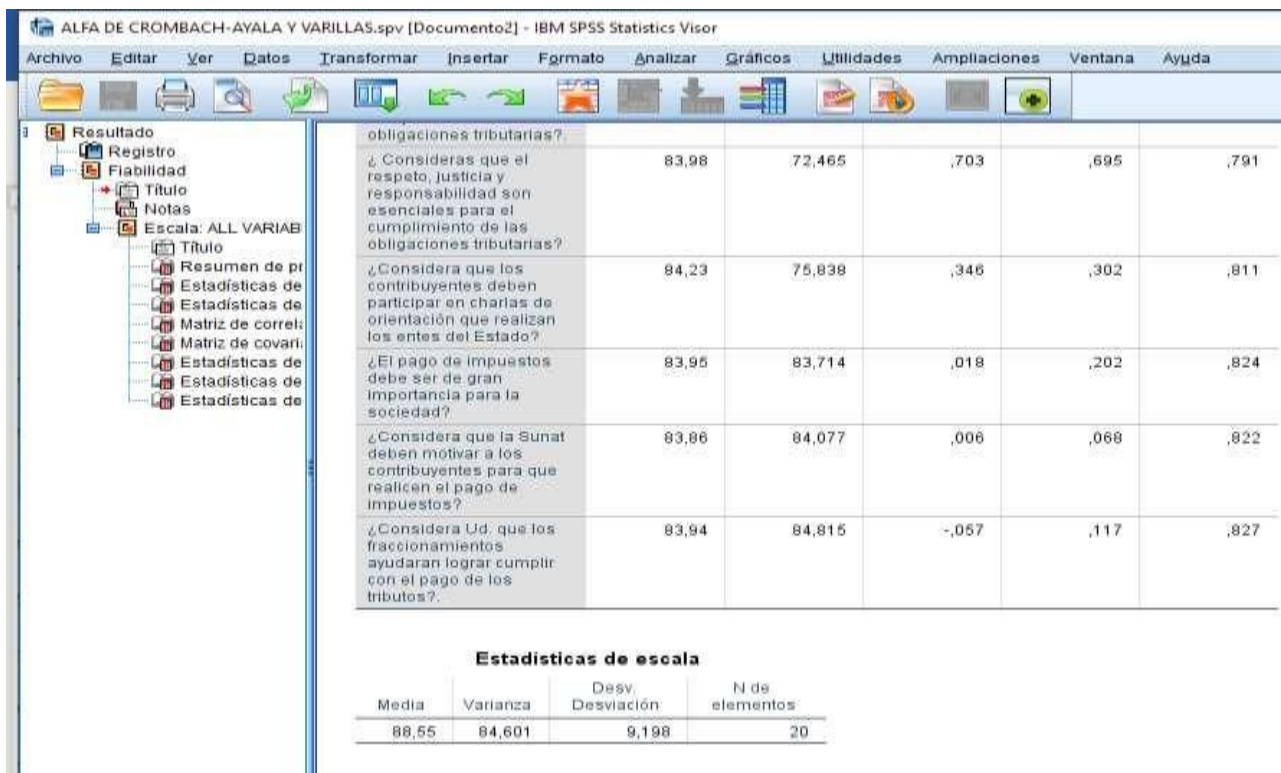 ALFA DE CROMBACH-AYALA Y VARILLAS.spv [Documento2] - IBM SPSS Statistics Visor
Archivo Editar Ver Datos Transformar Insertar Formato Analizar Gráficos Utilidades Ampliaciones Ventana Ayuda
Resultado
Registro
Fiabilidad
Título
Notas
Escala: ALL VARIAB
Título
Resumen de pr
Estadísticas de
Estadísticas de
Matriz de correl
Matriz de covari
Estadísticas de
Estadísticas de
Estadísticas de
obligaciones tributarias?.
¿ Consideras que el 83,98 72,465 ,703 ,695 ,791
respeto, justicia y
responsabilidad son
esenciales para el
cumplimiento de las
obligaciones tributarias?
¿Considera que los 84,23 75,838 ,346 ,302 ,811
contribuyentes deben
participar en charlas de
orientación que realizan
los entes del Estado?
¿El pago de impuestos 83,95 83,714 ,018 ,202 ,824
debe ser de gran
importancia para la
sociedad?
¿Considera que la Sunat 83,86 84,077 ,006 ,068 ,822
deben motivar a los
contribuyentes para que
realicen el pago de
impuestos?
¿Considera Ud. que los 83,94 84,815 -,057 ,117 ,827
fraccionamientos
ayudaran lograr cumplir
con el pago de los
tributos?.
Estadísticas de escala
Media Varianza Desv. Desviación N de elementos
88,55 84,601 9,198 20